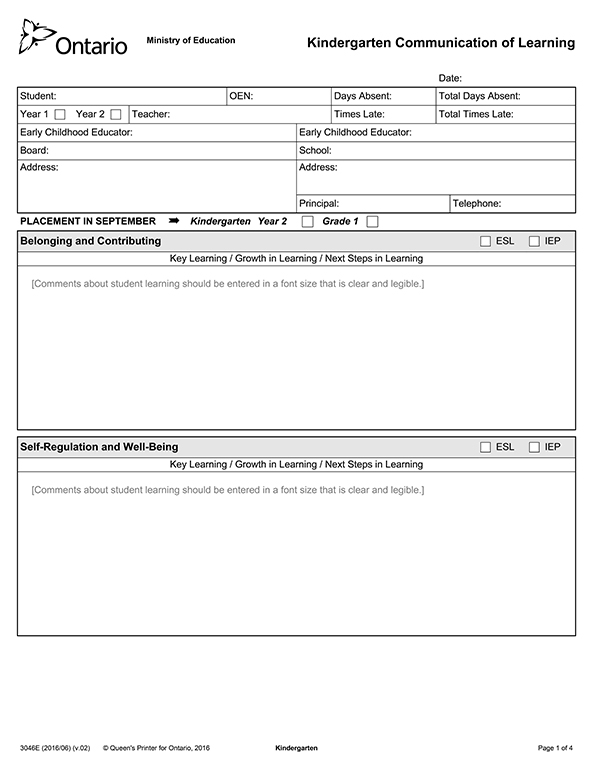 Ontario Ministry of Education Kindergarten Communication of Learning
Date:
Student: OEN: Days Absent: Total Days Absent:
Year 1 Year 2 Teacher: Times Late: Total Times Late:
Early Childhood Educator: Early Childhood Educator:
Board: School:
Address: Address:
Principal: Telephone:
PLACEMENT IN SEPTEMBER ➡ Kindergarten Year 2 Grade 1
Belonging and Contributing ESL IEP
Key Learning / Growth in Learning / Next Steps in Learning
[Comments about student learning should be entered in a font size that is clear and legible.]
Self-Regulation and Well-Being ESL IEP
Key Learning / Growth in Learning / Next Steps in Learning
[Comments about student learning should be entered in a font size that is clear and legible.]
3046E (2016/06) (v.02) © Queen's Printer for Ontario, 2016 Kindergarten Page 1 of 4